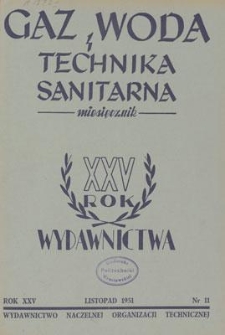 GAZ, WODA
i
TECHNIKA
SANITARNA
miesięcznik
XXV
ROK
WYDAWNICTWA
ROK XXV LISTOPAD 1951 Nr 11
WYDAWNICTWO NACZELNEJ ORGANIZACJI TECHNICZNEJ